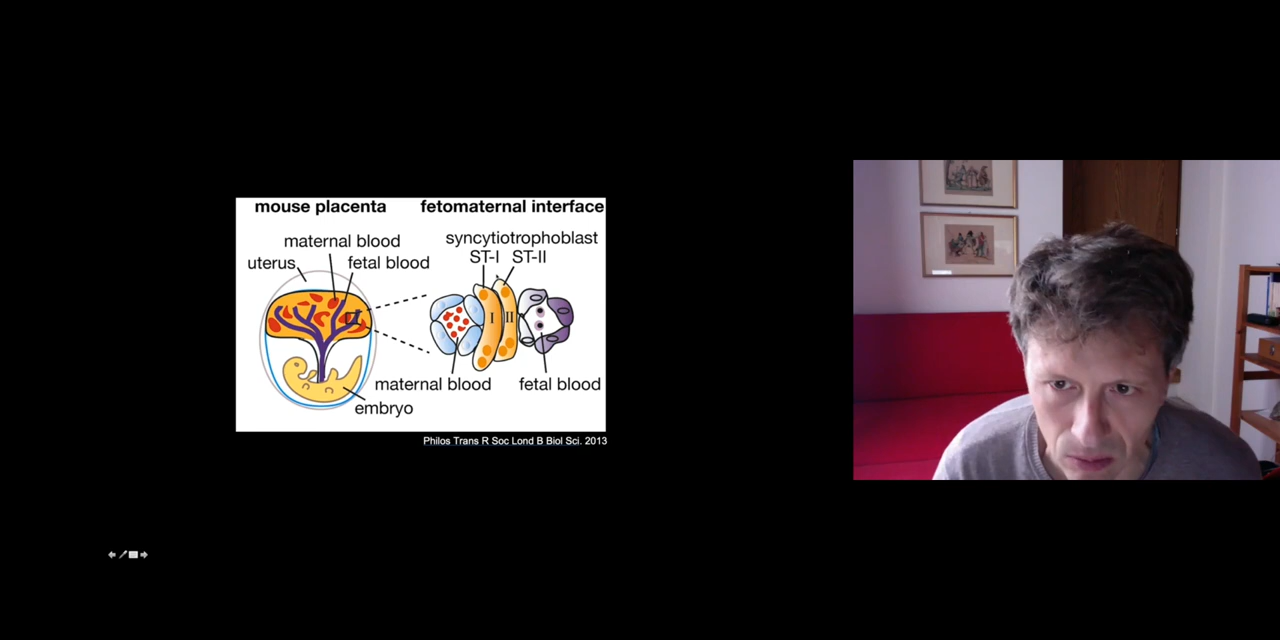 mouse placenta
fetomaternal interface
maternal blood
uterus
fetal blood
embryo
syncytiotrophoblast
ST-I
ST-II
I
II
maternal blood
fetal blood
Philos Trans R Soc Lond B Biol Sci. 2013